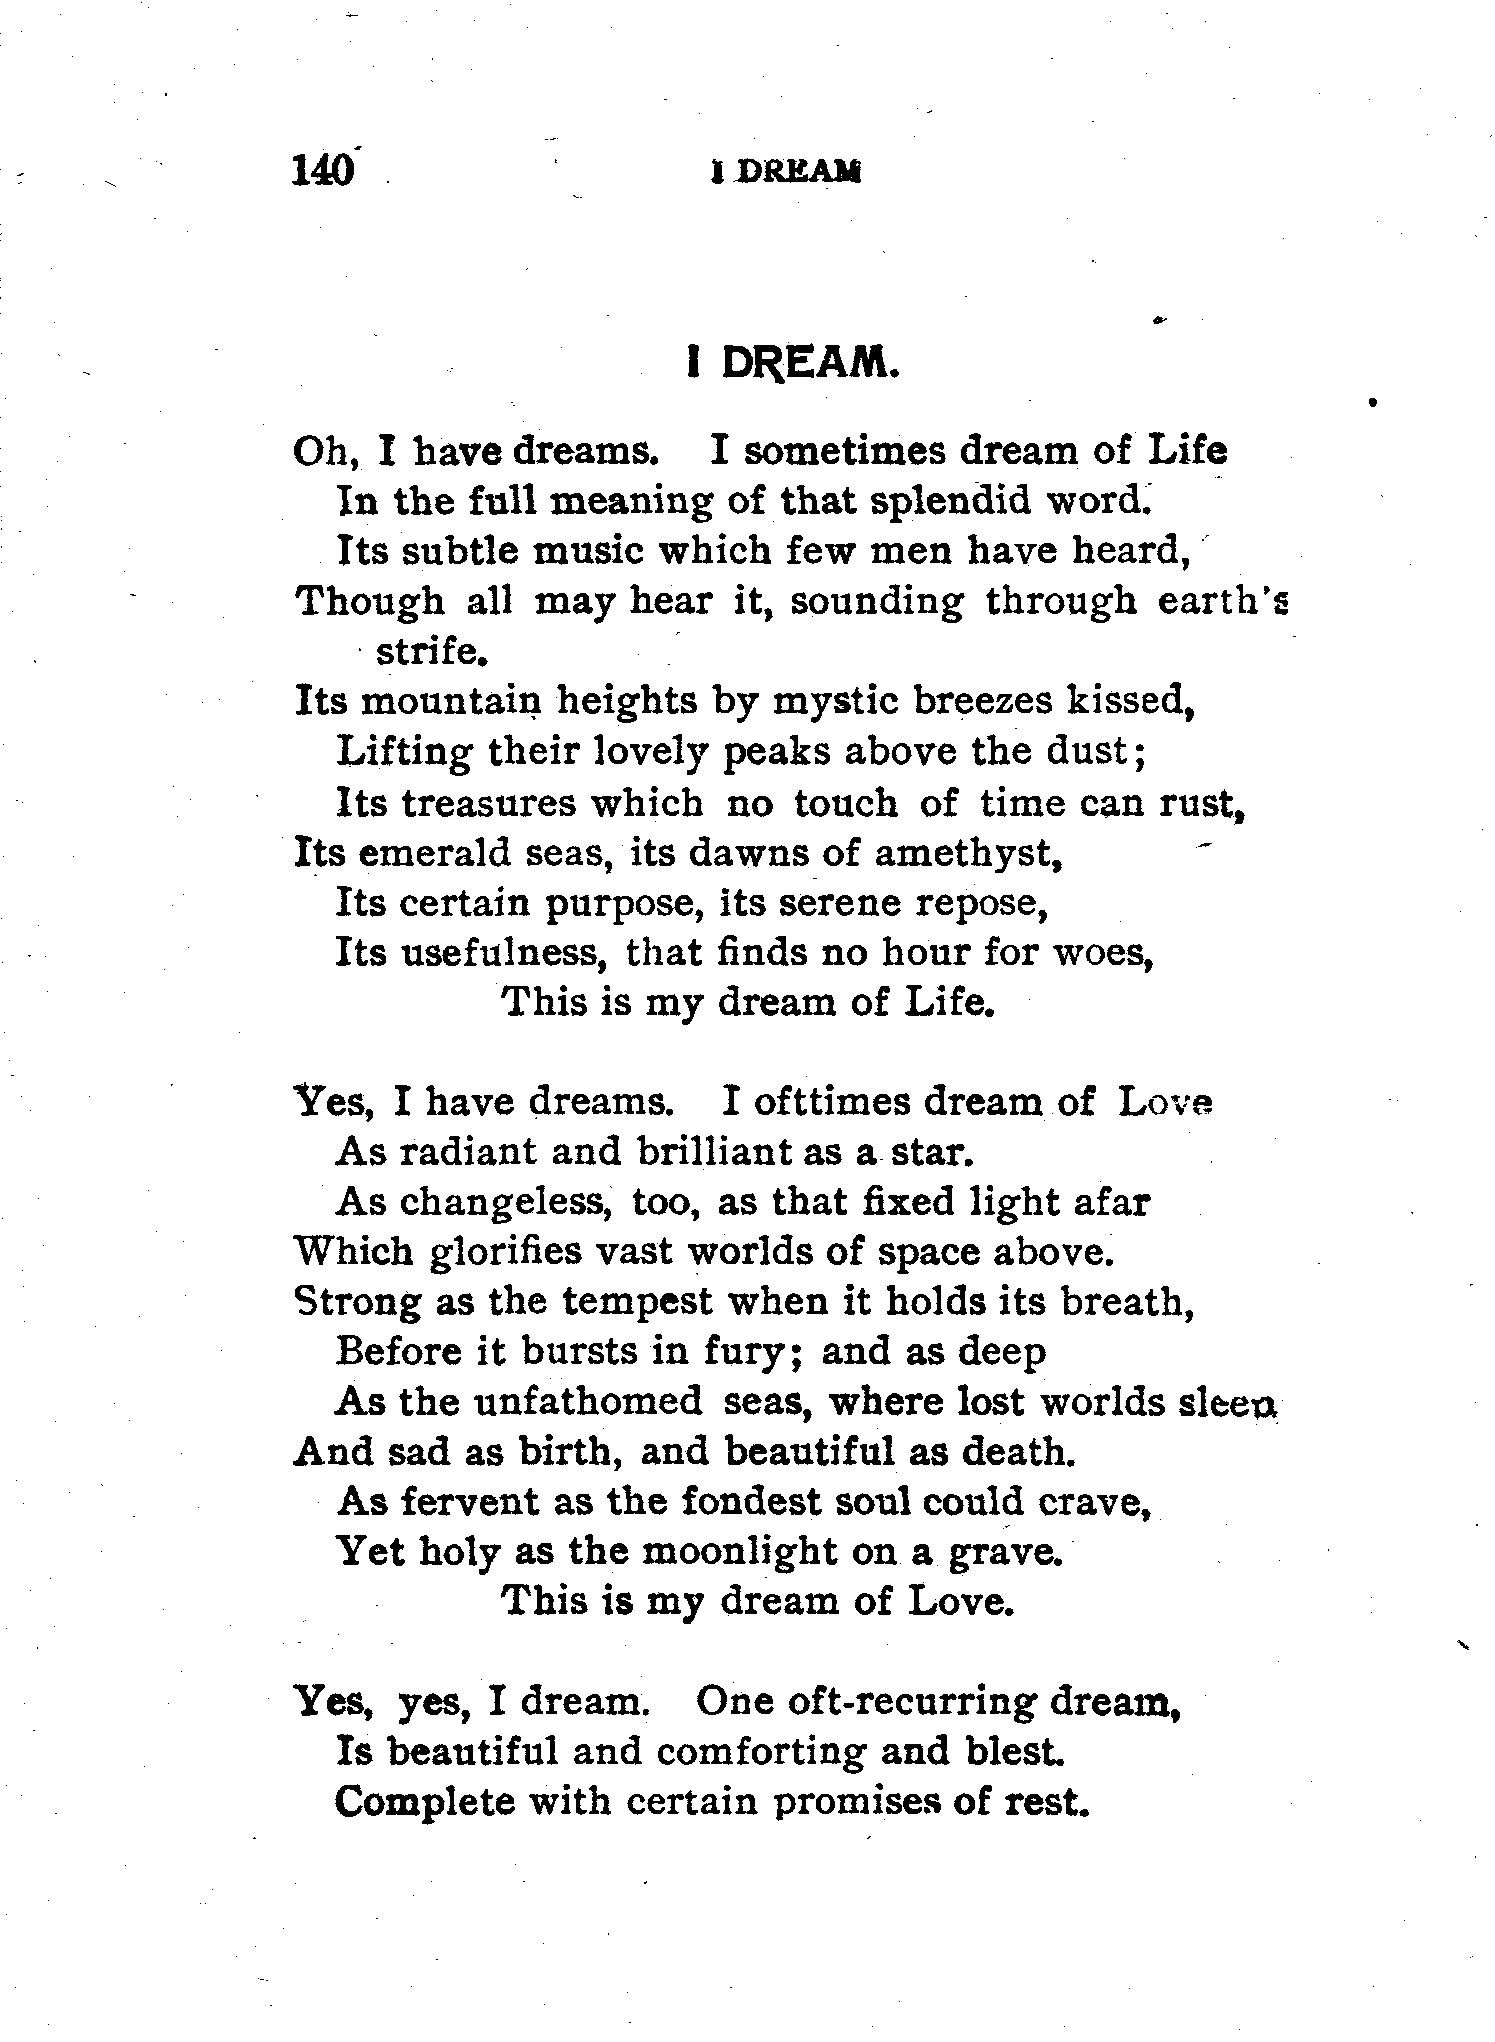 140 I DREAM
I DREAM.
Oh, I have dreams. I sometimes dream of Life
In the full meaning of that splendid word.
Its subtle music which few men have heard,
Though all may hear it, sounding through earth's
strife.
Its mountain heights by mystic breezes kissed,
Lifting their lovely peaks above the dust;
Its treasures which no touch of time can rust,
Its emerald seas, its dawns of amethyst,
Its certain purpose, its serene repose,
Its usefulness, that finds no hour for woes,
This is my dream of Life.
Yes, I have dreams. I ofttimes dream of Love
As radiant and brilliant as a star.
As changeless, too, as that fixed light afar
Which glorifies vast worlds of space above.
Strong as the tempest when it holds its breath,
Before it bursts in fury; and as deep
As the unfathomed seas, where lost worlds sleep
And sad as birth, and beautiful as death.
As fervent as the fondest soul could crave,
Yet holy as the moonlight on a grave.
This is my dream of Love.
Yes, yes, I dream. One oft-recurring dream,
Is beautiful and comforting and blest.
Complete with certain promises of rest.